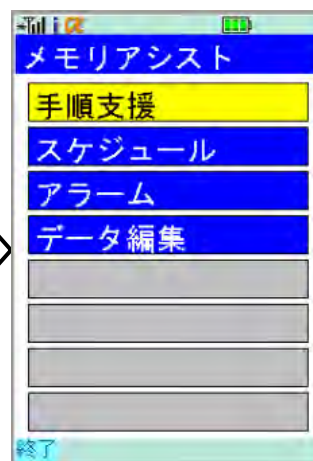 メモリアシスト
手順支援
スケジュール
アラーム
データ編集
終了